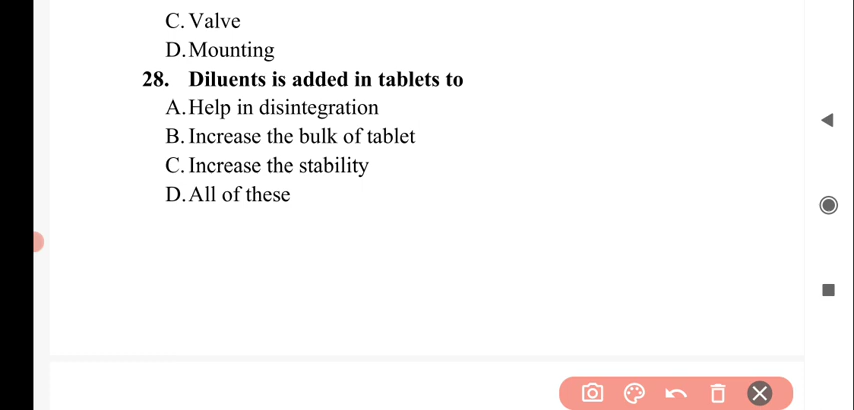 C. Valve
D. Mounting
28. Diluents is added in tablets to
A. Help in disintegration
B. Increase the bulk of tablet
C. Increase the stability
D. All of these